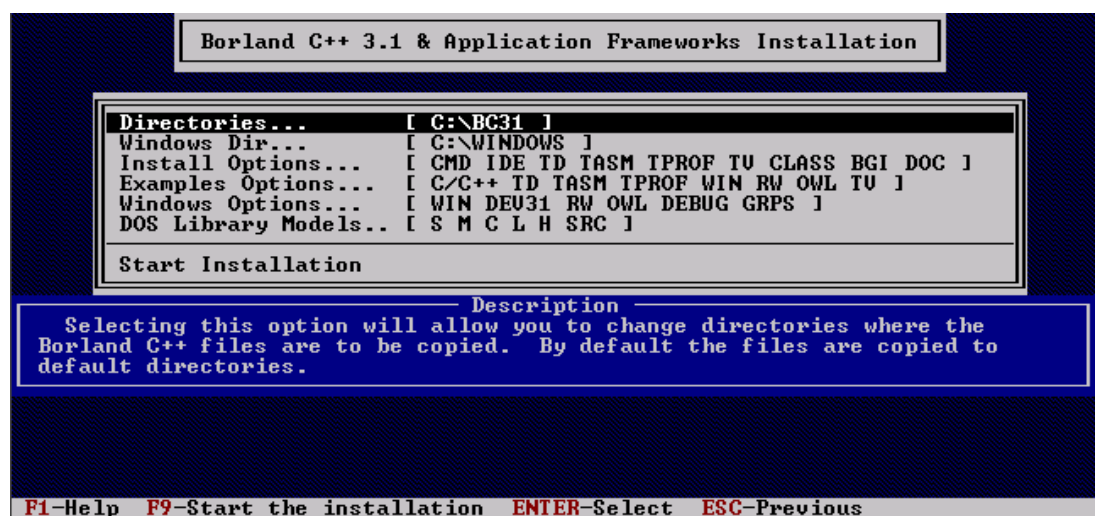 Borland C++ 3.1 & Application Frameworks Installation
Directories... [ C:\BC31 ]
Windows Dir... [ C:\WINDOWS ]
Install Options... [ CMD IDE TD TASM TPROF TV CLASS BGI DOC ]
Examples Options... [ C/C++ TD TASM TPROF WIN RW OWL TV ]
Windows Options... [ WIN DEV31 RW OWL DEBUG GRPS ]
DOS Library Models.. [ S M C L H SRC ]
Start Installation
Description
Selecting this option will allow you to change directories where the
Borland C++ files are to be copied.  By default the files are copied to
default directories.
F1-Help F9-Start the installation ENTER-Select ESC-Previous